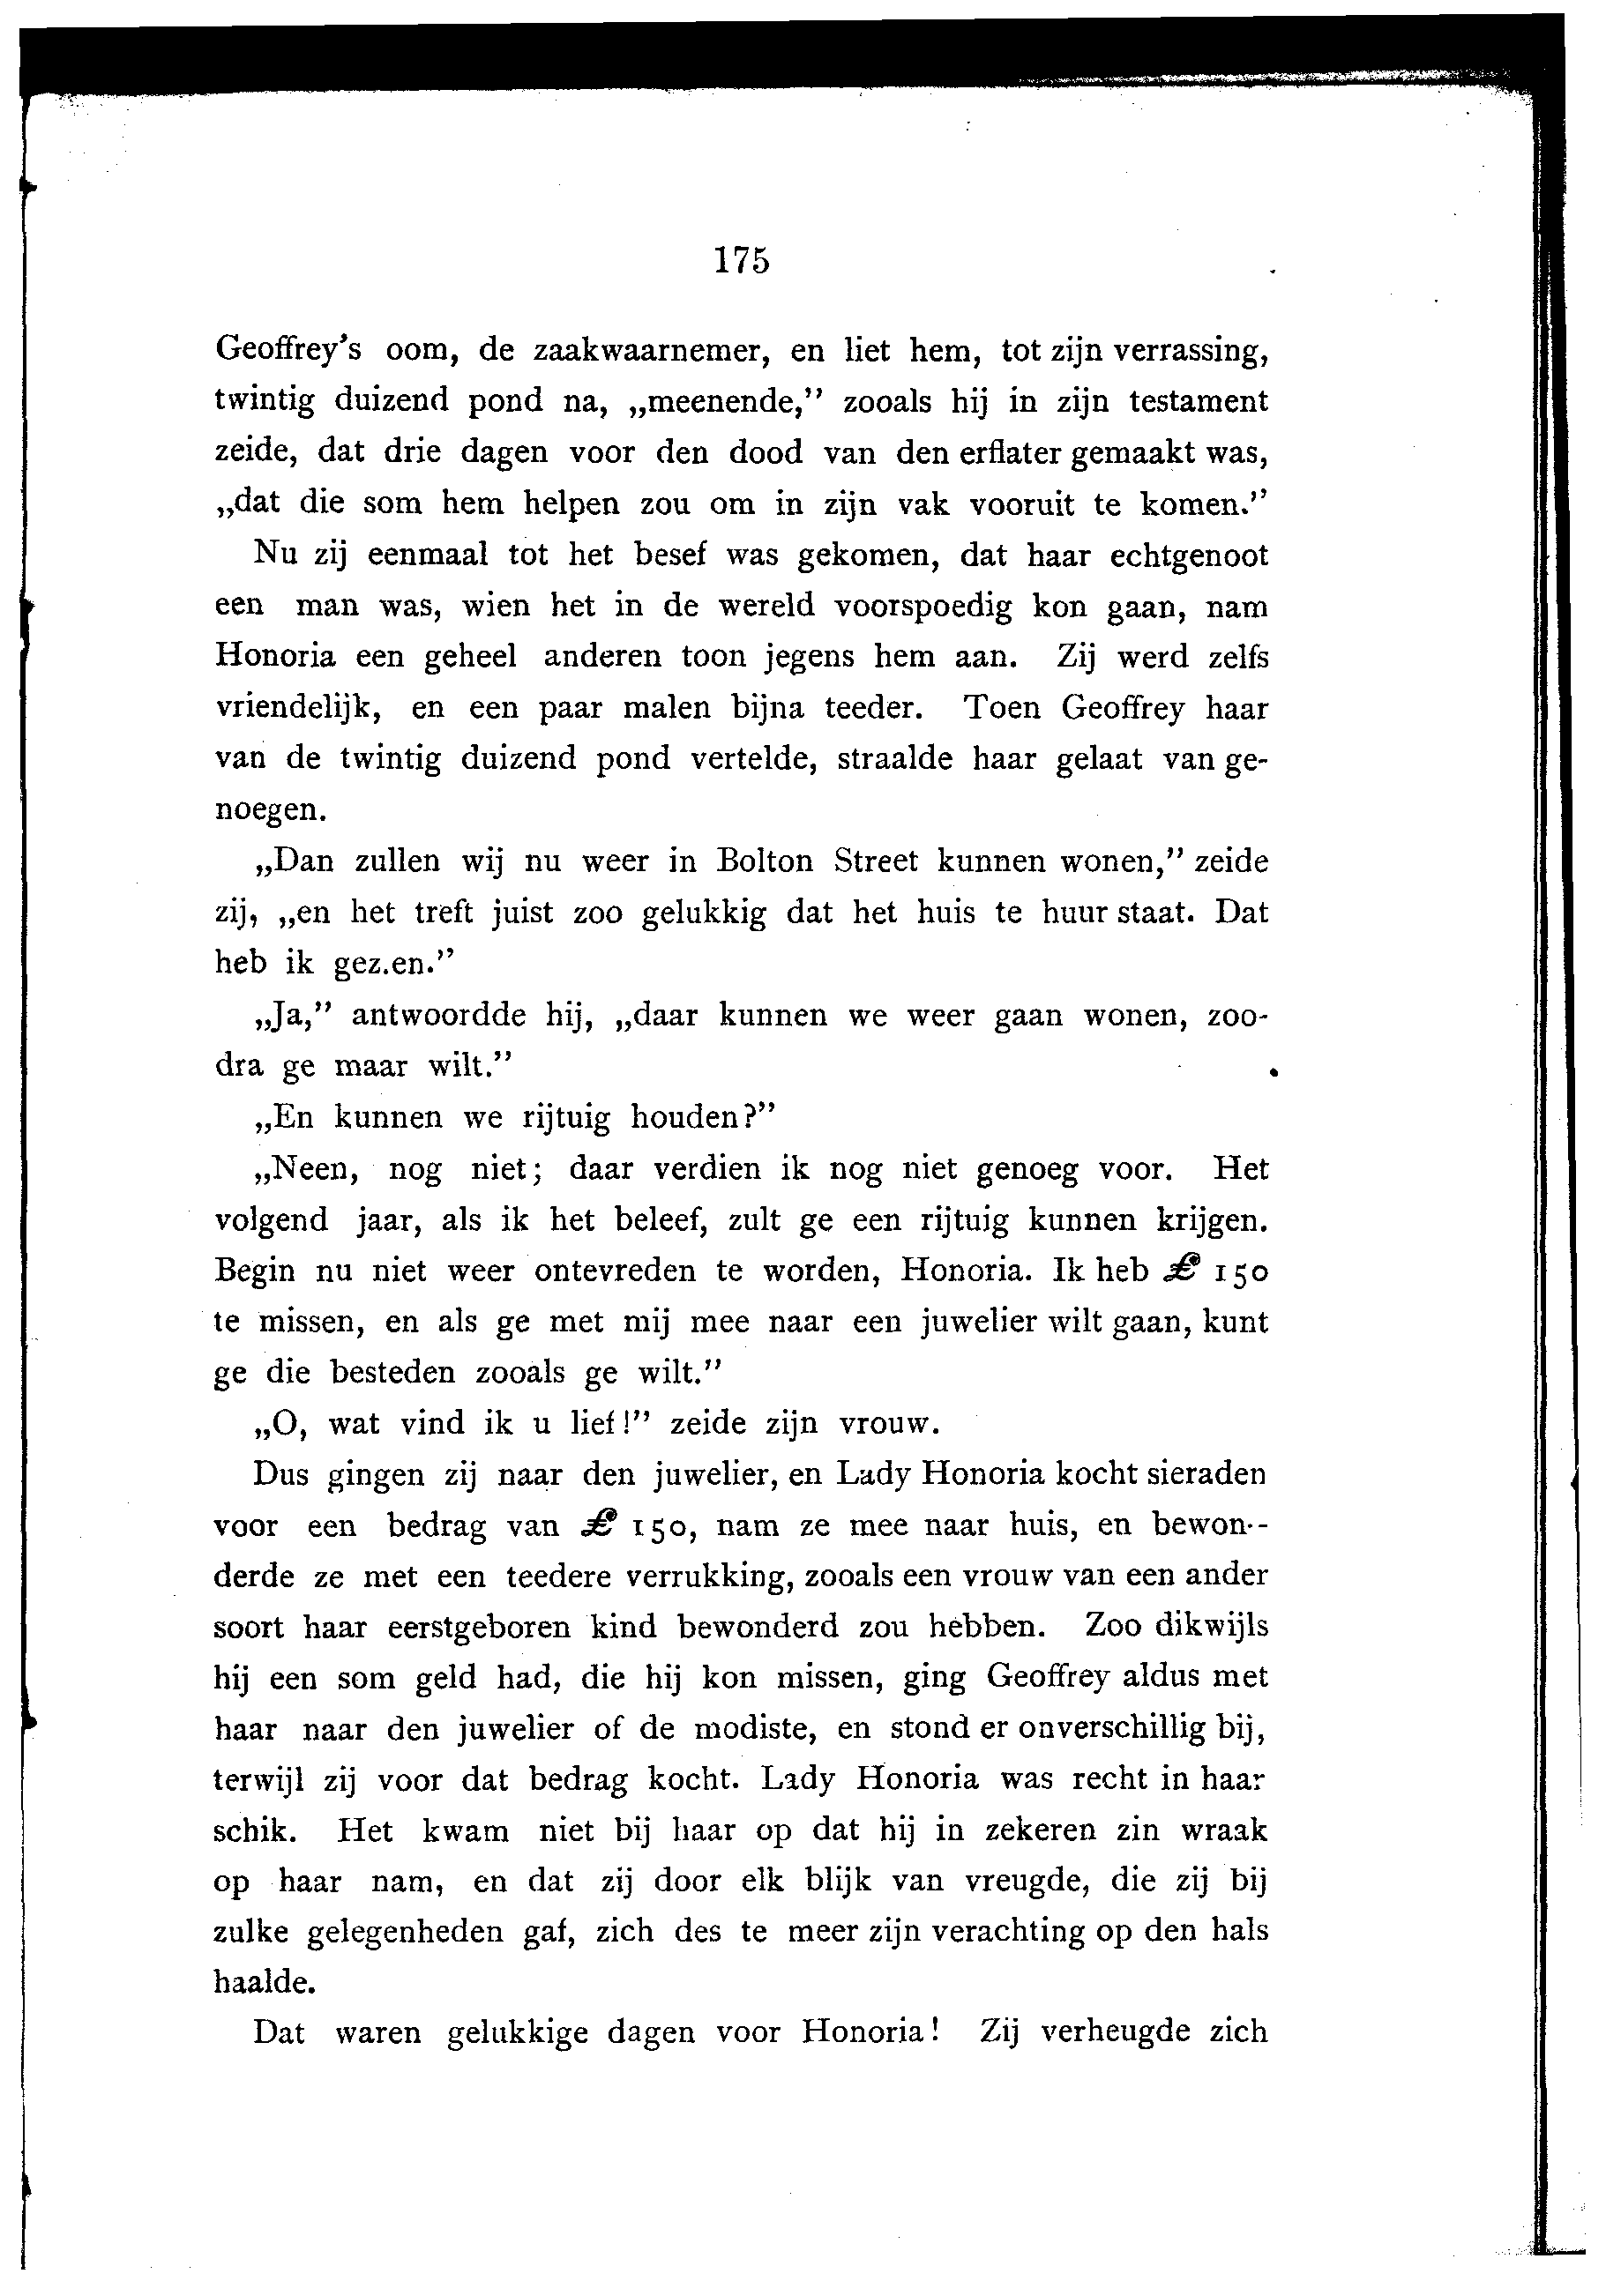 175
Geoffrey's oom, de zaakwaarnemer, en liet hem, tot zijn verrassing,
twintig duizend pond na, „meenende,” zooals hij in zijn testament
zeide, dat drie dagen voor den dood van den erflater gemaakt was,
„dat die som hem helpen zou om in zijn vak vooruit te komen.”
Nu zij eenmaal tot het besef was gekomen, dat haar echtgenoot
een man was, wien het in de wereld voorspoedig kon gaan, nam
Honoria een geheel anderen toon jegens hem aan. Zij werd zelfs
vriendelijk, en een paar malen bijna teeder. Toen Geoffrey haar
van de twintig duizend pond vertelde, straalde haar gelaat van ge-
noegen.
„Dan zullen wij nu weer in Bolton Street kunnen wonen,” zeide
zij, „en het treft juist zoo gelukkig dat het huis te huur staat. Dat
heb ik gez.en.”
„Ja,” antwoordde hij, „daar kunnen we weer gaan wonen, zoo-
dra ge maar wilt.”
„En kunnen we rijtuig houden?”
„Neen, nog niet; daar verdien ik nog niet genoeg voor. Het
volgend jaar, als ik het beleef, zult ge een rijtuig kunnen krijgen.
Begin nu niet weer ontevreden te worden, Honoria. Ik heb £ 150
te missen, en als ge met mij mee naar een juwelier wilt gaan, kunt
ge die besteden zooals ge wilt.”
„O, wat vind ik u lief!” zeide zijn vrouw.
Dus gingen zij naar den juwelier, en Lady Honoria kocht sieraden
voor een bedrag van £ 150, nam ze mee naar huis, en bewon-
derde ze met een teedere verrukking, zooals een vrouw van een ander
soort haar eerstgeboren kind bewonderd zou hebben. Zoo dikwijls
hij een som geld had, die hij kon missen, ging Geoffrey aldus met
haar naar den juwelier of de modiste, en stond er onverschillig bij,
terwijl zij voor dat bedrag kocht. Lady Honoria was recht in haar
schik. Het kwam niet bij haar op dat hij in zekeren zin wraak
op haar nam, en dat zij door elk blijk van vreugde, die zij bij
zulke gelegenheden gaf, zich des te meer zijn verachting op den hals
haalde.
Dat waren gelukkige dagen voor Honoria! Zij verheugde zich